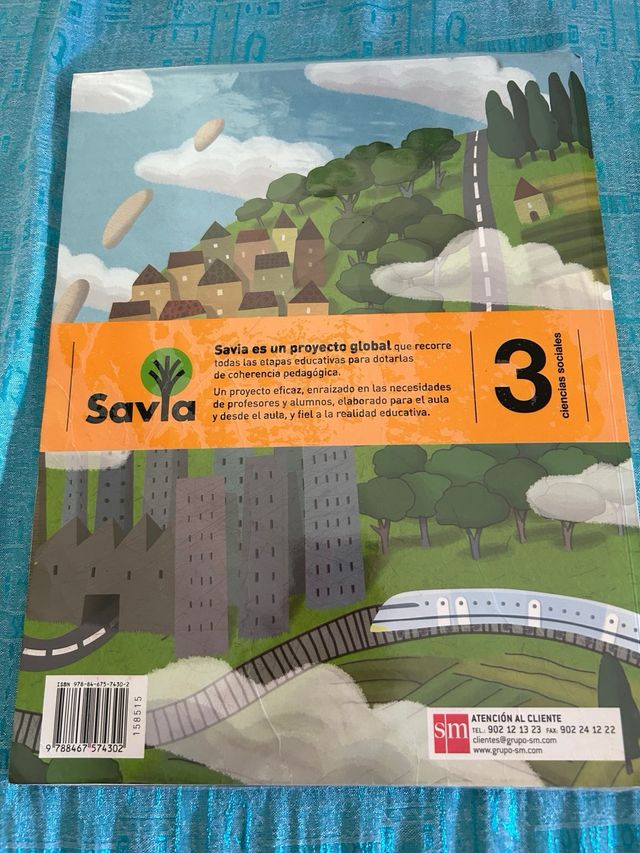 Savia es un proyecto global que recorre
todas las etapas educativas para dotarlas
de coherencia pedagógica.
Un proyecto eficaz, enraizado en las necesidades
de profesores y alumnos, elaborado para el aula
y desde el aula, y fiel a la realidad educativa.
Savia
3
ciencias sociales
ISBN 978-84-675-7430-2
9 788467 574302
158515
sm
ATENCIÓN AL CLIENTE
TEL.: 902 12 13 23 FAX: 902 24 12 22
clientes@grupo-sm.com
www.grupo-sm.com